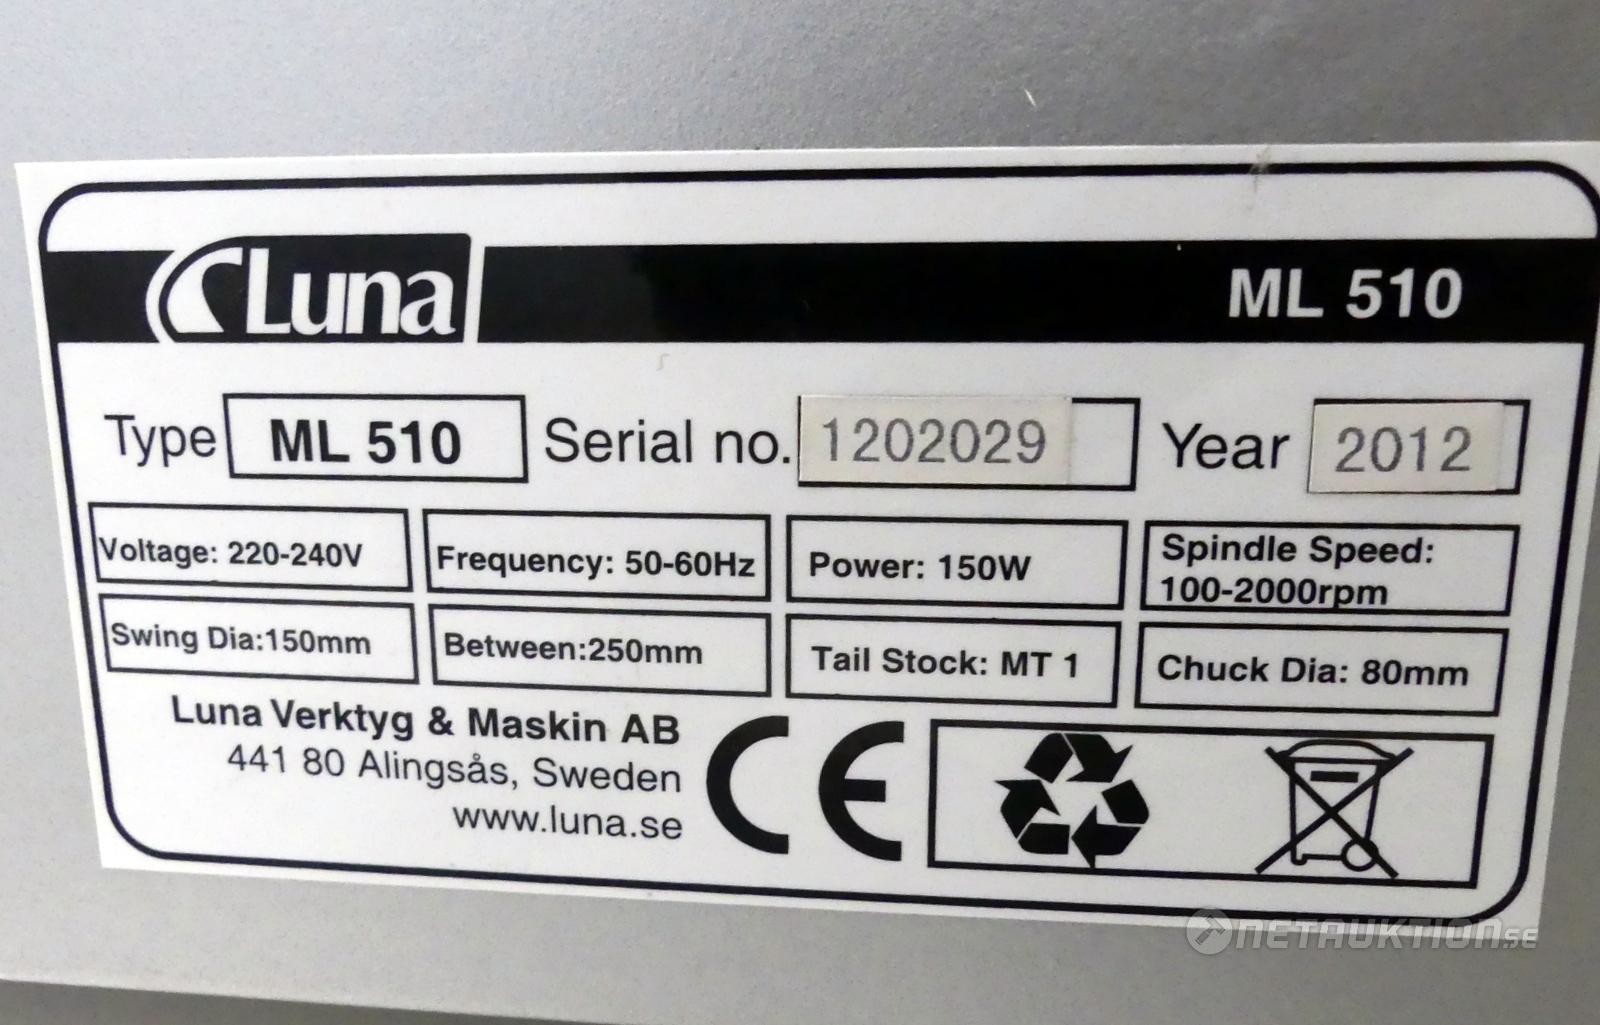 Luna ML 510
Type ML 510 Serial no. 1202029 Year 2012
Voltage: 220-240V Frequency: 50-60Hz Power: 150W Spindle Speed:
100-2000rpm
Swing Dia:150mm Between:250mm Tail Stock: MT 1 Chuck Dia: 80mm
Luna Verktyg & Maskin AB
441 80 Alingsås, Sweden
www.luna.se
CE
NETAUKTION.SE